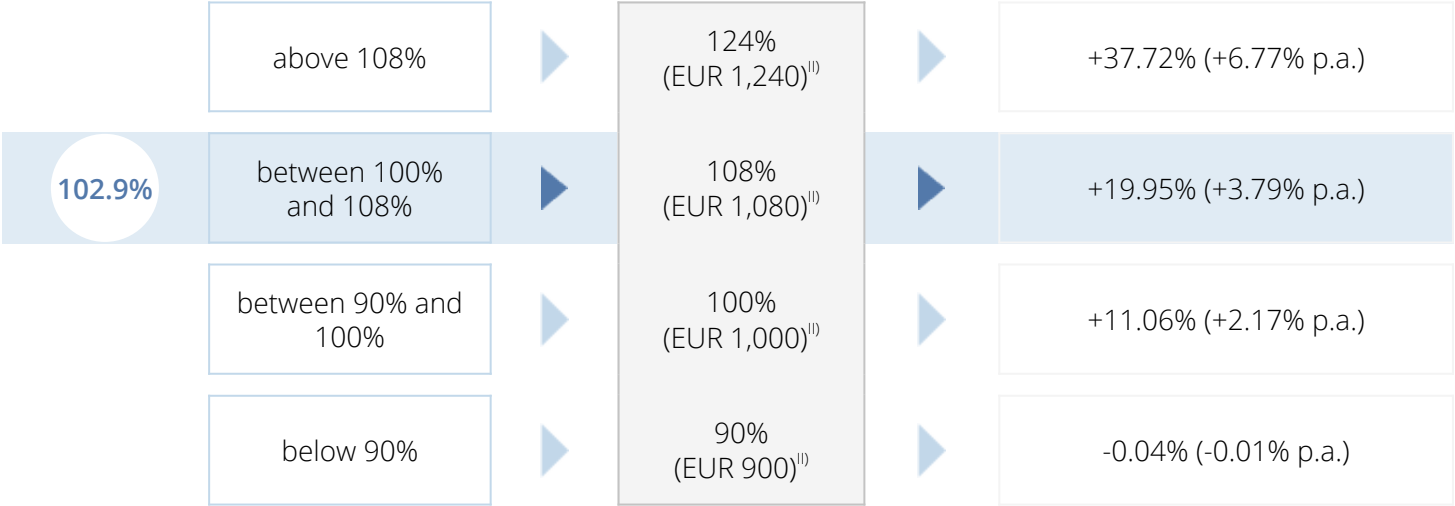 above 108%
124%
(EUR 1,240)II)
+37.72% (+6.77% p.a.)
102.9%
between 100%
and 108%
108%
(EUR 1,080)II)
+19.95% (+3.79% p.a.)
between 90% and
100%
100%
(EUR 1,000)II)
+11.06% (+2.17% p.a.)
below 90%
90%
(EUR 900)II)
-0.04% (-0.01% p.a.)